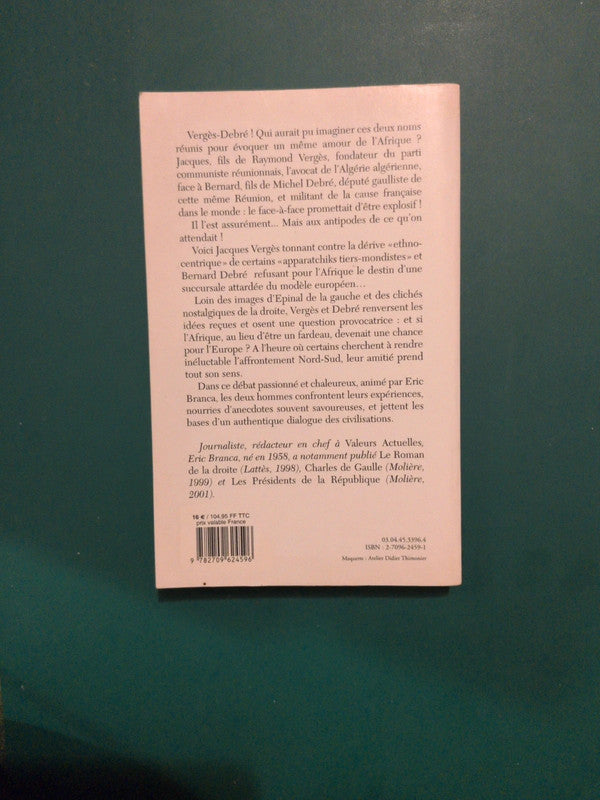 Vergès-Debré ! Qui aurait pu imaginer ces deux noms
réunis pour évoquer un même amour de l'Afrique ?
Jacques, fils de Raymond Vergès, fondateur du parti
communiste réunionnais, l'avocat de l'Algérie algérienne,
face à Bernard, fils de Michel Debré, député gaulliste de
cette même Réunion, et militant de la cause française
dans le monde : le face-à-face promettait d'être explosif !
Il l'est assurément... Mais aux antipodes de ce qu'on
attendait !
Voici Jacques Vergès tonnant contre la dérive «ethno-
centrique» de certains «apparatchiks tiers-mondistes» et
Bernard Debré refusant pour l'Afrique le destin d'une
succursale attardée du modèle européen...
Loin des images d'Epinal de la gauche et des clichés
nostalgiques de la droite, Vergès et Debré renversent les
idées reçues et osent une question provocatrice : et si
l'Afrique, au lieu d'être un fardeau, devenait une chance
pour l'Europe ? A l'heure où certains cherchent à rendre
inéluctable l'affrontement Nord-Sud, leur amitié prend
tout son sens.
Dans ce débat passionné et chaleureux, animé par Eric
Branca, les deux hommes confrontent leurs expériences,
nourries d'anecdotes souvent savoureuses, et jettent les
bases d'un authentique dialogue des civilisations.
Journaliste, rédacteur en chef à Valeurs Actuelles,
Eric Branca, né en 1958, a notamment publié Le Roman
de la droite (Lattès, 1998), Charles de Gaulle (Molière,
1999) et Les Présidents de la République (Molière,
2001).
16 € / 104.95 FF TTC
prix valable France
9 782709 624596
03.04.45.3396.4
ISBN : 2-7096-2459-1
Maquette : Atelier Didier Thimonier